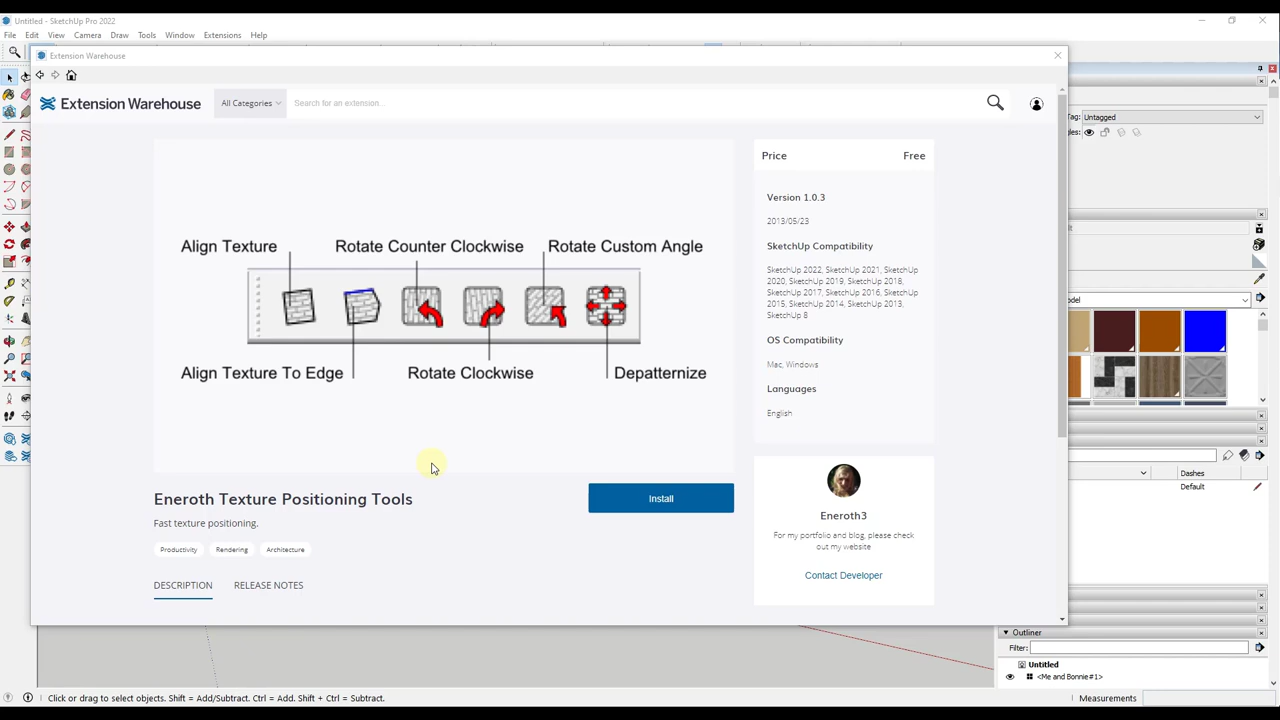 Untitled - SketchUp Pro 2022
File Edit View Camera Draw Tools Window Extensions Help
Extension Warehouse
Extension Warehouse
All Categories
Search for an extension...
Tag: Untagged
Align Texture
Rotate Counter Clockwise
Rotate Custom Angle
Align Texture To Edge
Rotate Clockwise
Depatternize
Price Free
Version 1.0.3
2013/05/23
SketchUp Compatibility
SketchUp 2022, SketchUp 2021, SketchUp
2020, SketchUp 2019, SketchUp 2018,
SketchUp 2017, SketchUp 2016, SketchUp
2015, SketchUp 2014, SketchUp 2013,
SketchUp 8
OS Compatibility
Mac, Windows
Languages
English
Eneroth Texture Positioning Tools
Install
Fast texture positioning.
Productivity
Rendering
Architecture
DESCRIPTION
RELEASE NOTES
Eneroth3
For my portfolio and blog, please check
out my website
Contact Developer
Dashes
Default
Outliner
Filter:
Untitled
<Me and Bonnie#1>
Click or drag to select objects. Shift = Add/Subtract. Ctrl = Add. Shift + Ctrl = Subtract.
Measurements